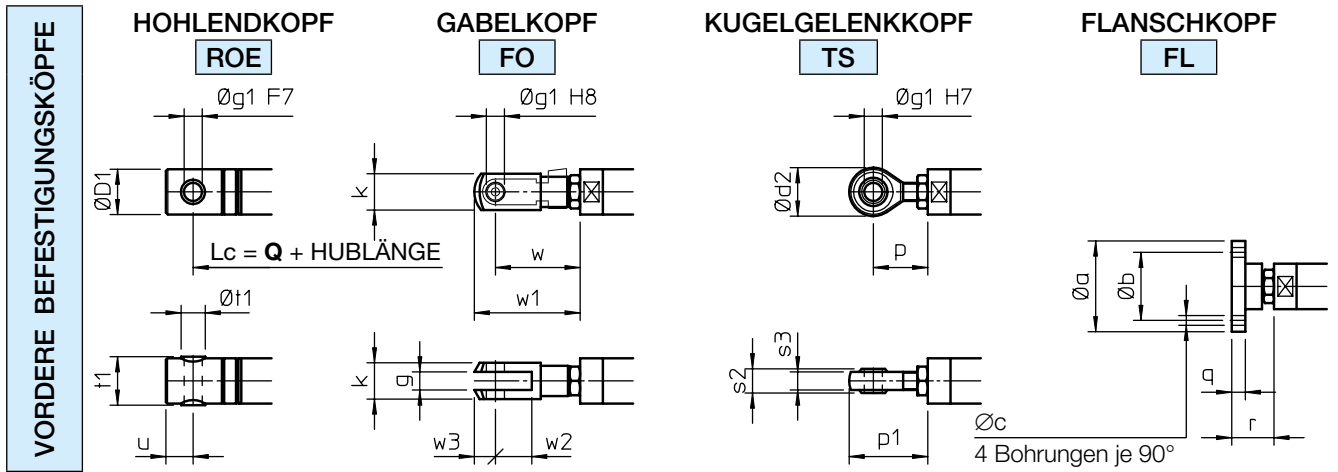 VORDERE BEFESTIGUNGSKÖPFE
HOHLENDKOPF
ROE
Øg1 F7
ØD1
Lc = Q + HUBLÄNGE
Øt1
t1
u
GABELKOPF
FO
Øg1 H8
k
w
w1
k
g
w3
w2
KUGELGELENKKOPF
TS
Øg1 H7
Ød2
p
s3
s2
p1
FLANSCHKOPF
FL
Øa
Øb
q
r
Øc
4 Bohrungen je 90°